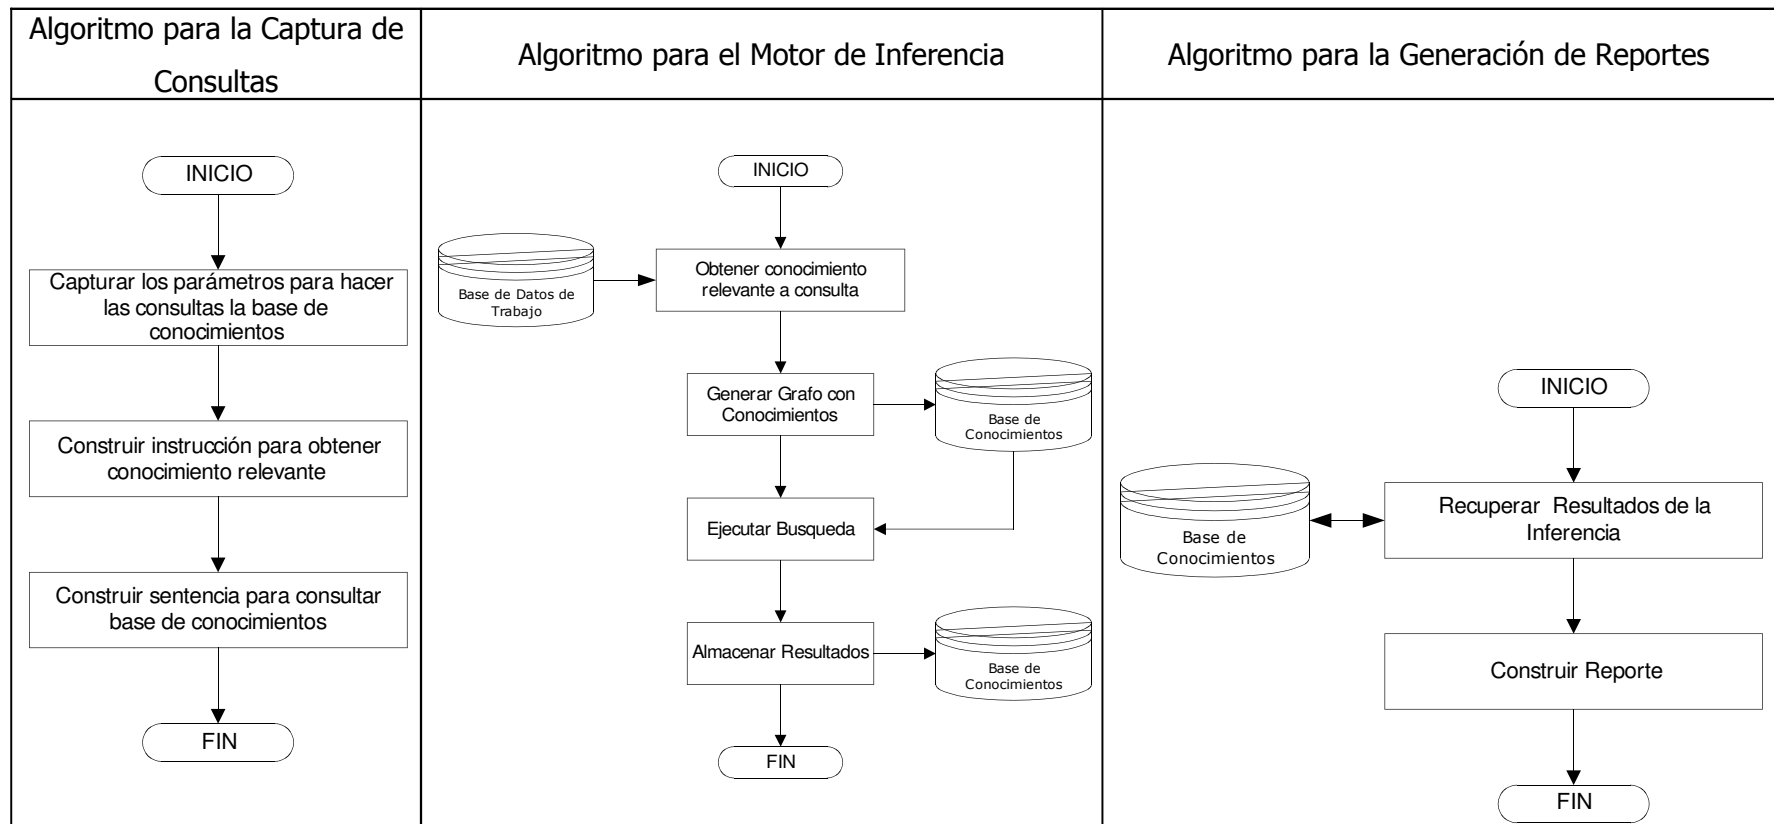 Algoritmo para la Captura de
Consultas
Algoritmo para el Motor de Inferencia
Algoritmo para la Generación de Reportes
INICIO
Capturar los parámetros para hacer
las consultas la base de
conocimientos
Construir instrucción para obtener
conocimiento relevante
Construir sentencia para consultar
base de conocimientos
FIN
INICIO
Base de Datos de
Trabajo
Obtener conocimiento
relevante a consulta
Generar Grafo con
Conocimientos
Base de
Conocimientos
Ejecutar Busqueda
Almacenar Resultados
Base de
Conocimientos
FIN
INICIO
Base de
Conocimientos
Recuperar Resultados de la
Inferencia
Construir Reporte
FIN